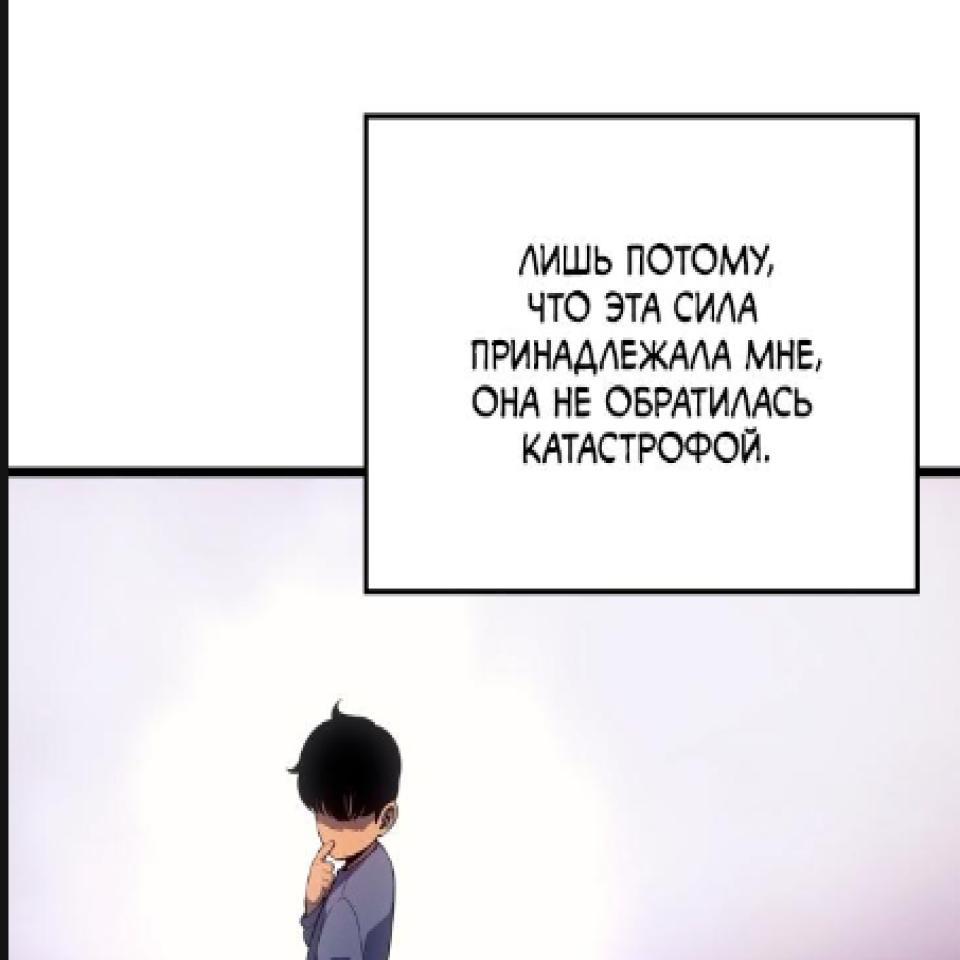 ЛИШЬ ПОТОМУ,
ЧТО ЭТА СИЛА
ПРИНАДЛЕЖАЛА МНЕ,
ОНА НЕ ОБРАТИЛАСЬ
КАТАСТРОФОЙ.